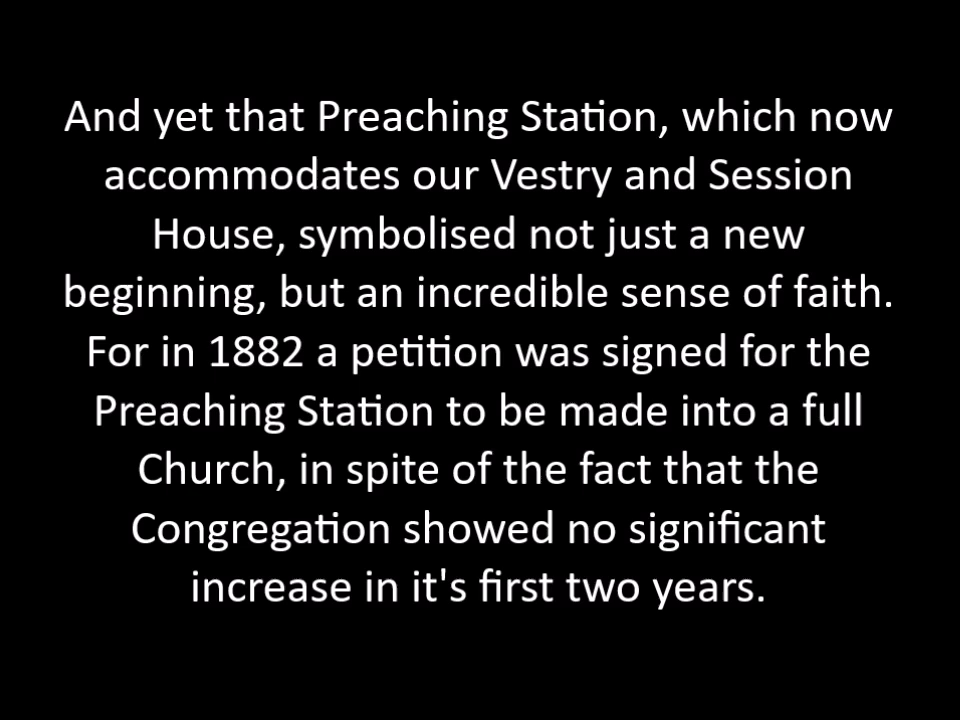 And yet that Preaching Station, which now
accommodates our Vestry and Session
House, symbolised not just a new
beginning, but an incredible sense of faith.
For in 1882 a petition was signed for the
Preaching Station to be made into a full
Church, in spite of the fact that the
Congregation showed no significant
increase in it's first two years.